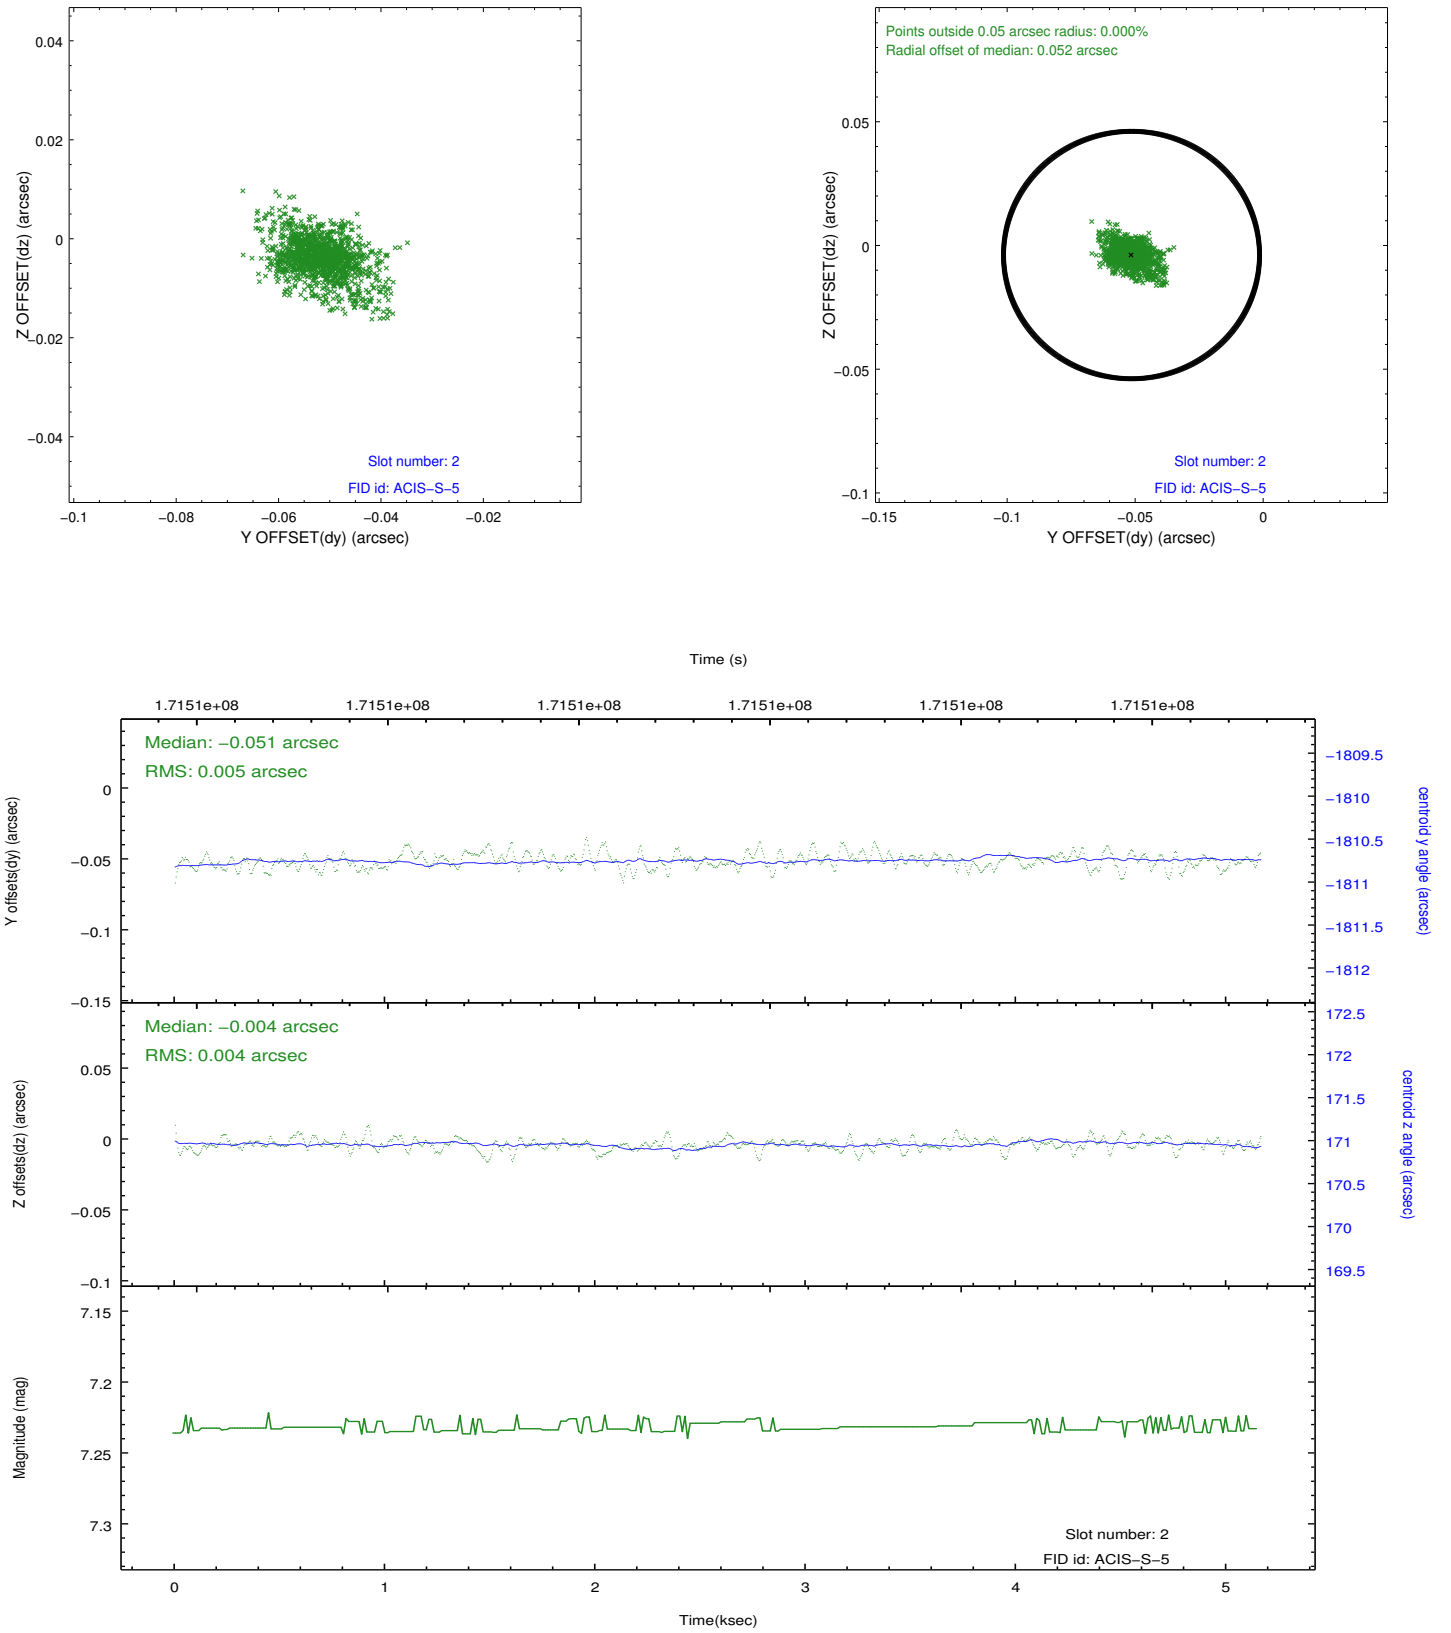 0.04
0.02
0
−0.02
−0.04
Z OFFSET(dz) (arcsec)
Slot number: 2
FID id: ACIS−S−5
−0.1
−0.08
−0.06
−0.04
−0.02
Y OFFSET(dy) (arcsec)
Points outside 0.05 arcsec radius: 0.000%
Radial offset of median: 0.052 arcsec
0.05
0
−0.05
−0.1
Z OFFSET(dz) (arcsec)
Slot number: 2
FID id: ACIS−S−5
−0.15
−0.1
−0.05
0
Y OFFSET(dy) (arcsec)
Time (s)
1.7151e+08
1.7151e+08
1.7151e+08
1.7151e+08
1.7151e+08
1.7151e+08
Median: −0.051 arcsec
RMS: 0.005 arcsec
0
−0.05
−0.1
−0.15
Y offsets(dy) (arcsec)
−1809.5
−1810
−1810.5
−1811
−1811.5
−1812
centroid y angle (arcsec)
Median: −0.004 arcsec
RMS: 0.004 arcsec
0.05
0
−0.05
−0.1
Z offsets(dz) (arcsec)
172.5
172
171.5
171
170.5
170
169.5
centroid z angle (arcsec)
7.15
7.2
7.25
7.3
Magnitude (mag)
Slot number: 2
FID id: ACIS−S−5
0
1
2
3
4
5
Time(ksec)